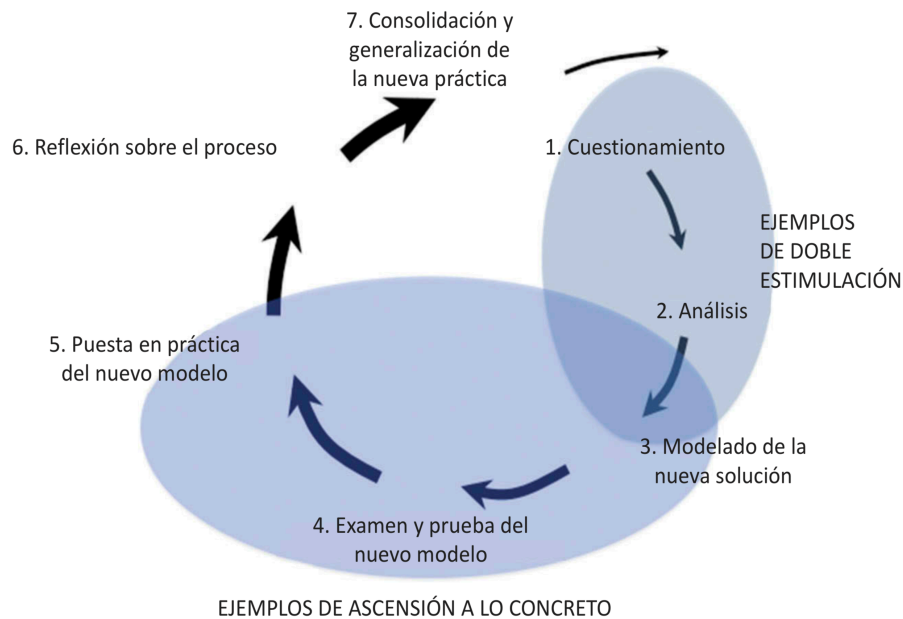 7. Consolidación y
generalización de
la nueva práctica
6. Reflexión sobre el proceso
1. Cuestionamiento
EJEMPLOS
DE DOBLE
ESTIMULACIÓN
2. Análisis
5. Puesta en práctica
del nuevo modelo
3. Modelado de la
nueva solución
4. Examen y prueba del
nuevo modelo
EJEMPLOS DE ASCENSIÓN A LO CONCRETO